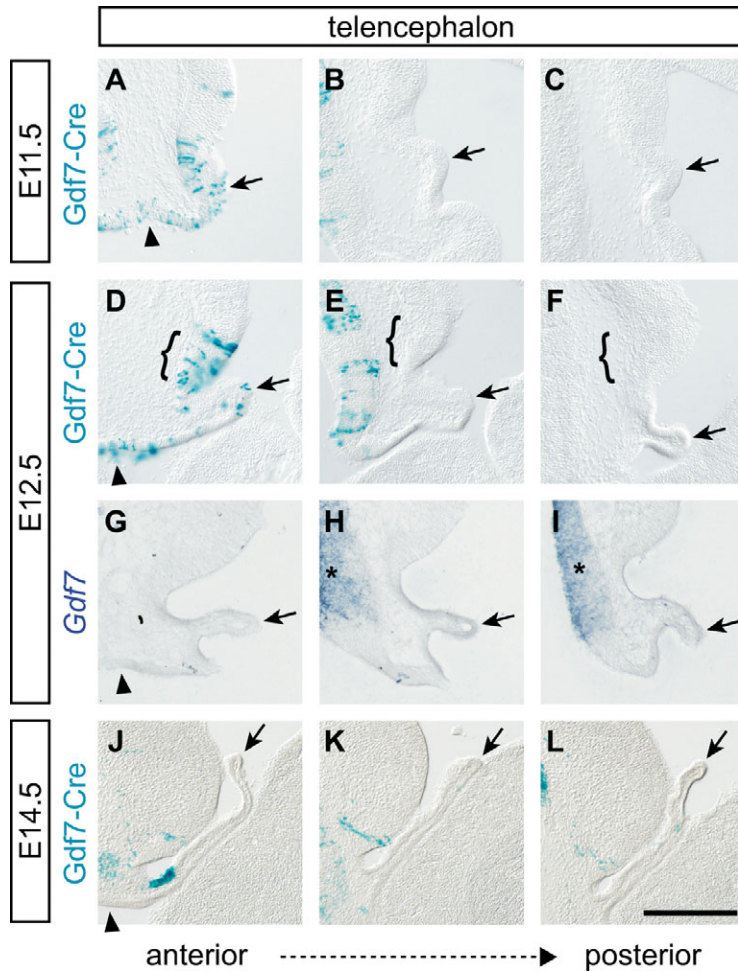 telencephalon
E11.5
Gdf7-Cre
A
B
C
E12.5
Gdf7-Cre
D
{
E
{
F
{
Gdf7
G
H
*
I
*
E14.5
Gdf7-Cre
J
K
L
anterior
posterior